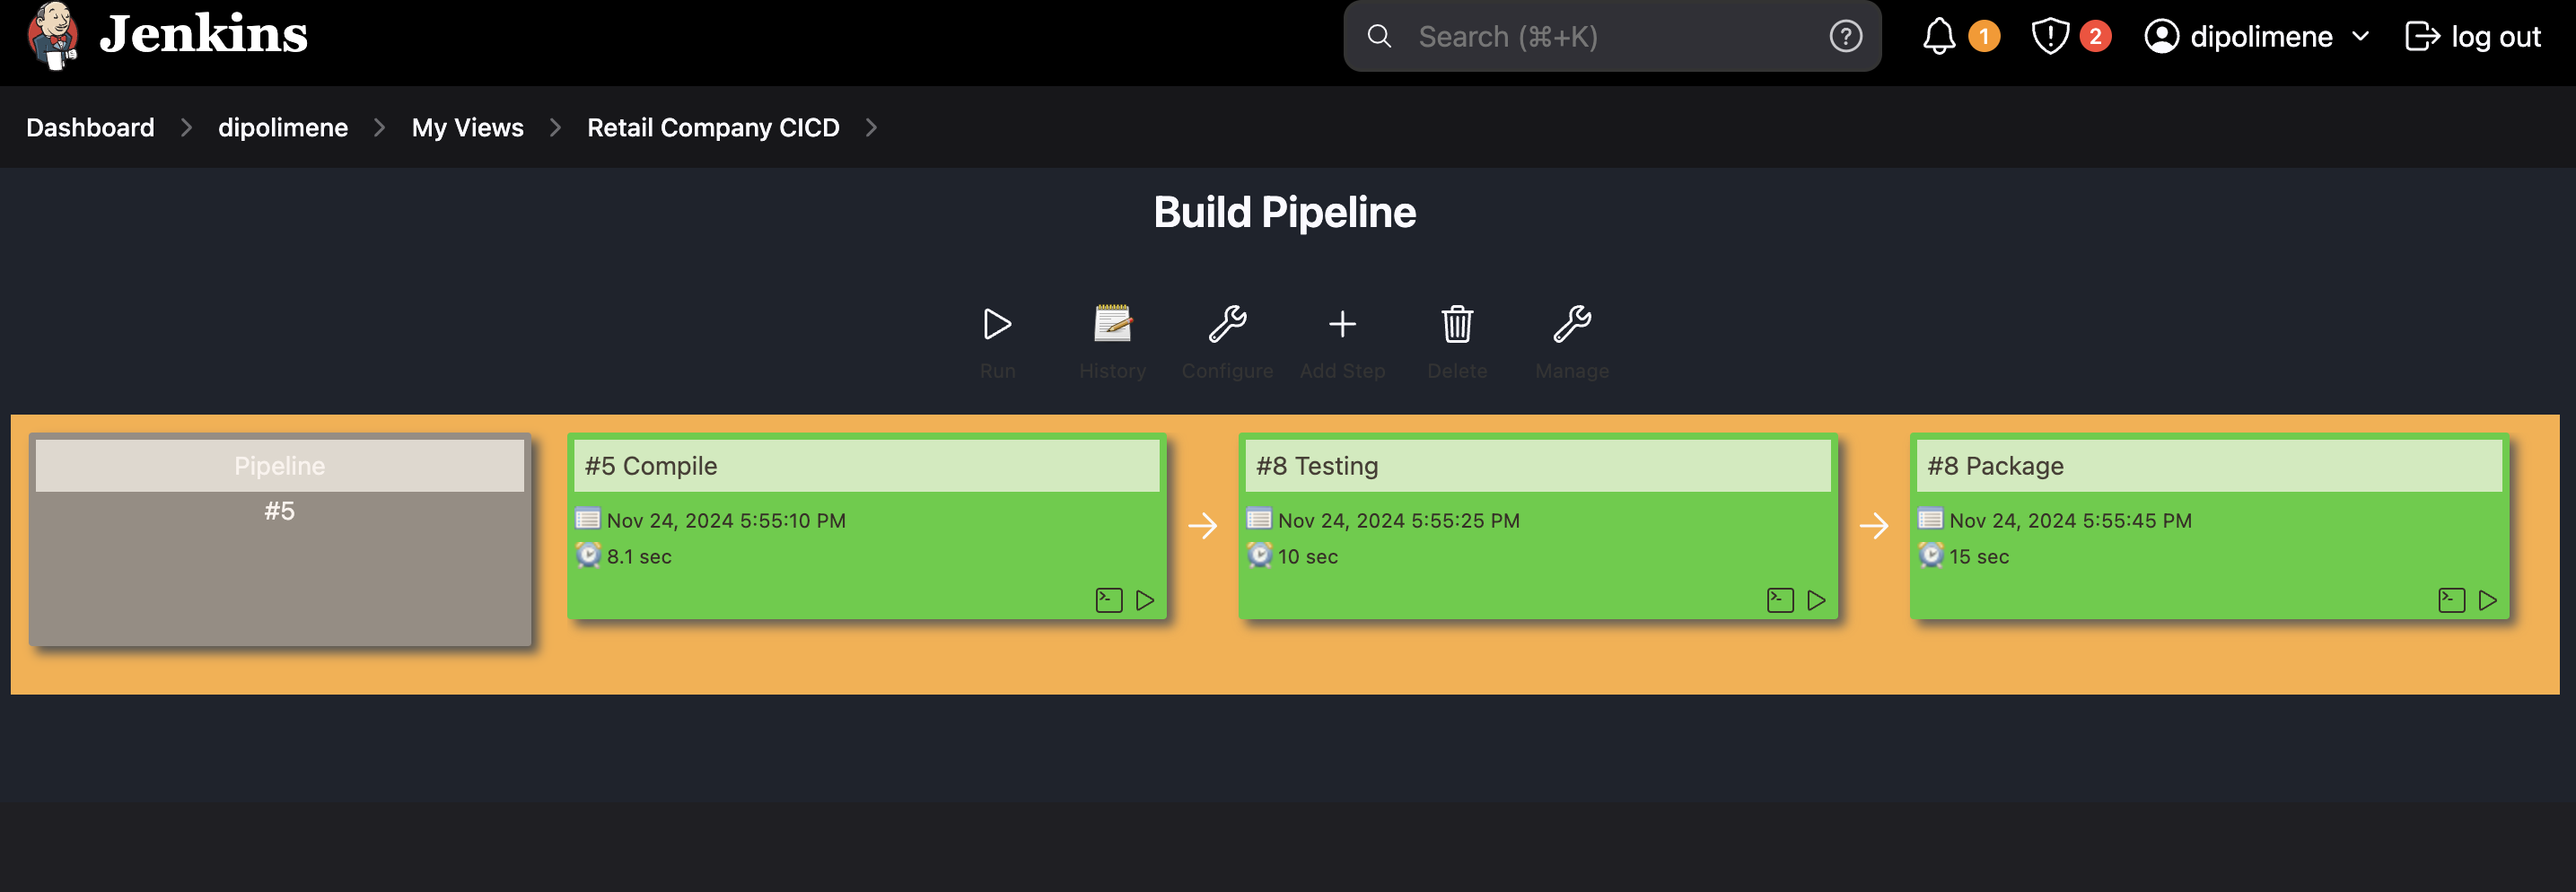 Jenkins
Search (⌘+K)
1
2
dipolimene
log out
Dashboard
dipolimene
My Views
Retail Company CICD
Build Pipeline
Run
History
Configure
Add Step
Delete
Manage
Pipeline
#5
#5 Compile
Nov 24, 2024 5:55:10 PM
8.1 sec
#8 Testing
Nov 24, 2024 5:55:25 PM
10 sec
#8 Package
Nov 24, 2024 5:55:45 PM
15 sec